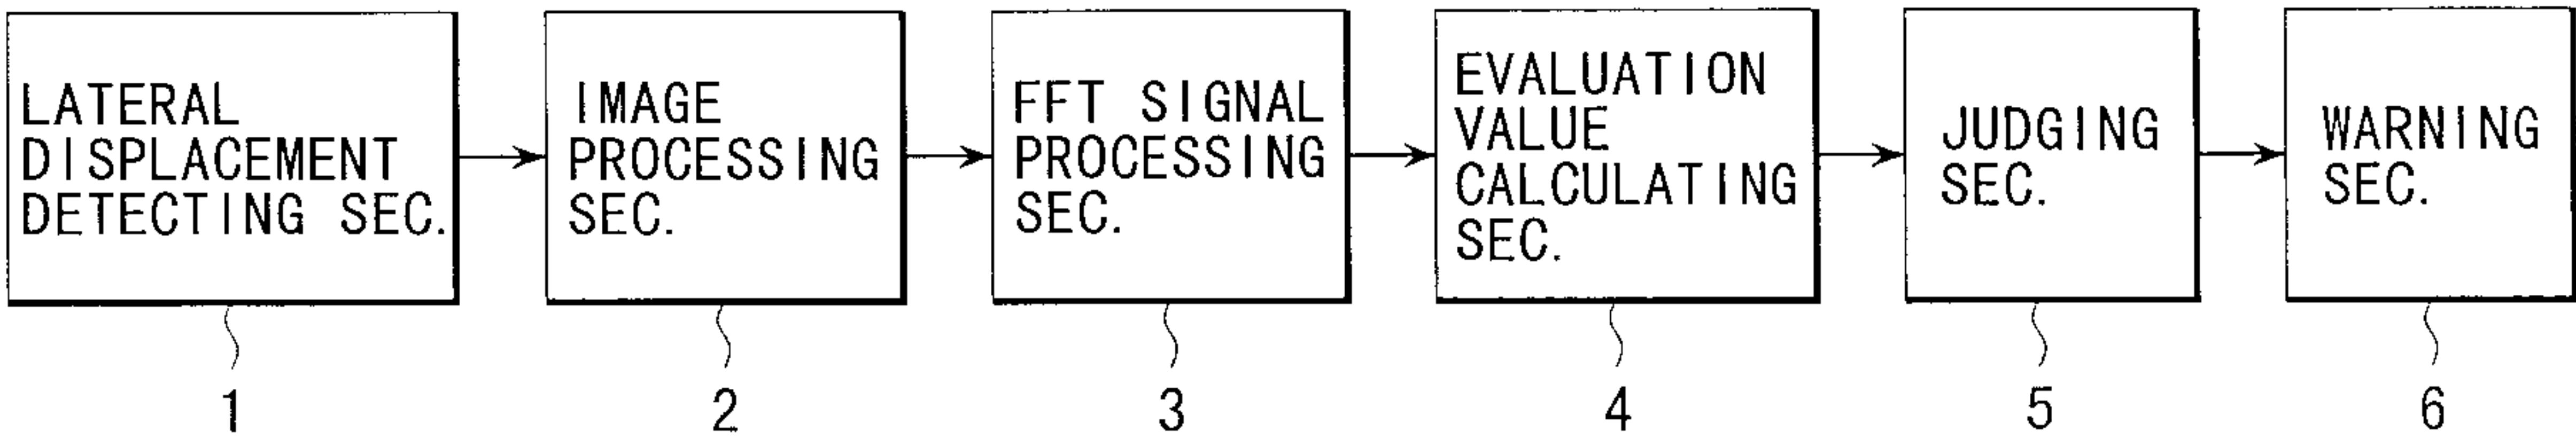 LATERAL
DISPLACEMENT
DETECTING SEC.
IMAGE
PROCESSING
SEC.
FFT SIGNAL
PROCESSING
SEC.
EVALUATION
VALUE
CALCULATING
SEC.
JUDGING
SEC.
WARNING
SEC.
1
2
3
4
5
6